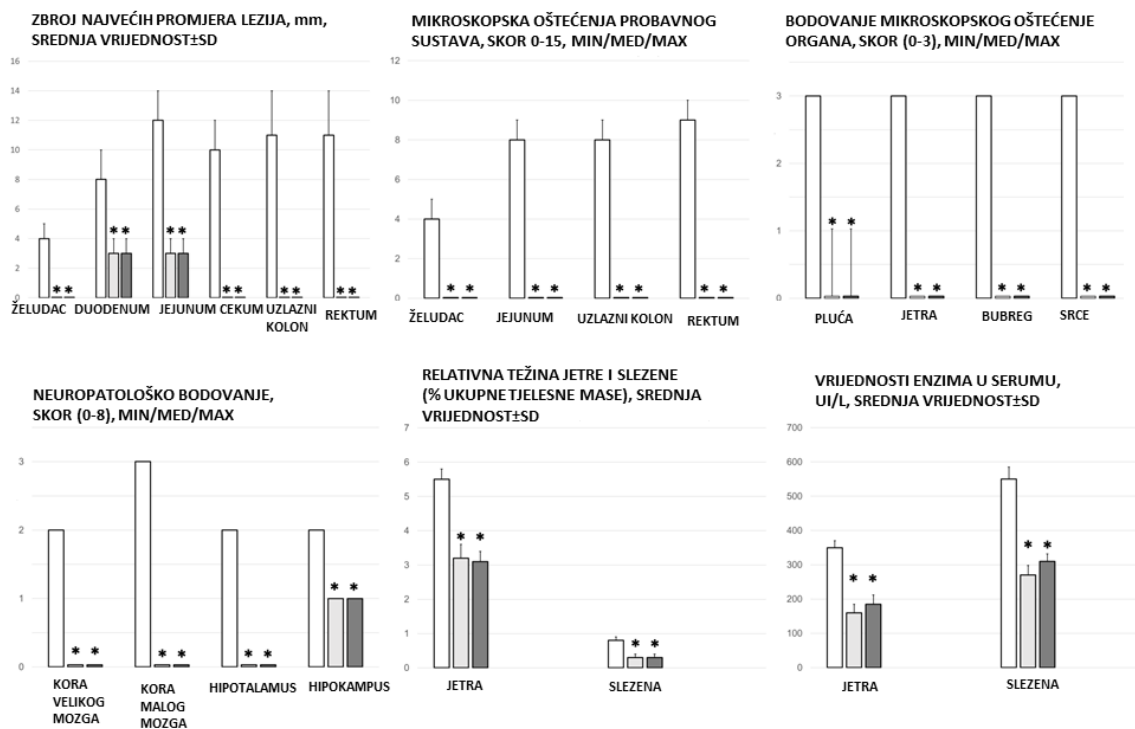 ZBROJ NAJVEĆIH PROMJERA LEZIJA, mm,
SREDNJA VRIJEDNOST±SD
16
14
12
10
8
6
4
2
0
* * * * * * * * * * * *
ŽELUDAC DUODENUM JEJUNUM CEKUM UZLAZNI KOLON REKTUM
MIKROSKOPSKA OŠTEĆENJA PROBAVNOG
SUSTAVA, SKOR 0-15, MIN/MED/MAX
12
10
8
6
4
2
0
* * * * * * * *
ŽELUDAC JEJUNUM UZLAZNI KOLON REKTUM
BODOVANJE MIKROSKOPSKOG OŠTEĆENJE
ORGANA, SKOR (0-3), MIN/MED/MAX
3
2
1
0
* * * * * * * *
PLUĆA JETRA BUBREG SRCE
NEUROPATOLOŠKO BODOVANJE,
SKOR (0-8), MIN/MED/MAX
3
2
1
0
* * * * * * * *
KORA VELIKOG MOZGA KORA MALOG MOZGA HIPOTALAMUS HIPOKAMPUS
RELATIVNA TEŽINA JETRE I SLEZENE
(% UKUPNE TJELESNE MASE), SREDNJA
VRIJEDNOST±SD
7
6
5
4
3
2
1
0
* * * *
JETRA SLEZENA
VRIJEDNOSTI ENZIMA U SERUMU,
UI/L, SREDNJA VRIJEDNOST±SD
700
600
500
400
300
200
100
0
* * * *
JETRA SLEZENA